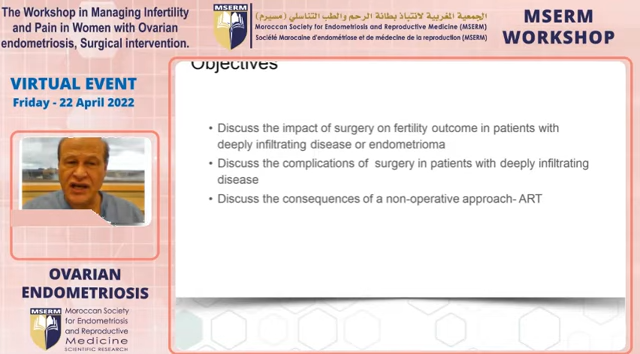 The Workshop in Managing Infertility
and Pain in Women with Ovarian
endometriosis, Surgical intervention.
MSERM
الجمعية المغربية لانتباذ بطانة الرحم والطب التناسلي (مسيرم)
Moroccan Society for Endometriosis and Reproductive Medicine (MSERM)
Société Marocaine d'endométriose et de médecine de la reproduction (MSERM)
MSERM
WORKSHOP
VIRTUAL EVENT
Friday - 22 April 2022
Objectives
• Discuss the impact of surgery on fertility outcome in patients with
deeply infiltrating disease or endometrioma
• Discuss the complications of surgery in patients with deeply infiltrating
disease
• Discuss the consequences of a non-operative approach- ART
OVARIAN
ENDOMETRIOSIS
MSERM
Moroccan Society
for Endometriosis
and Reproductive
Medicine
SCIENTIFIC RESEARCH